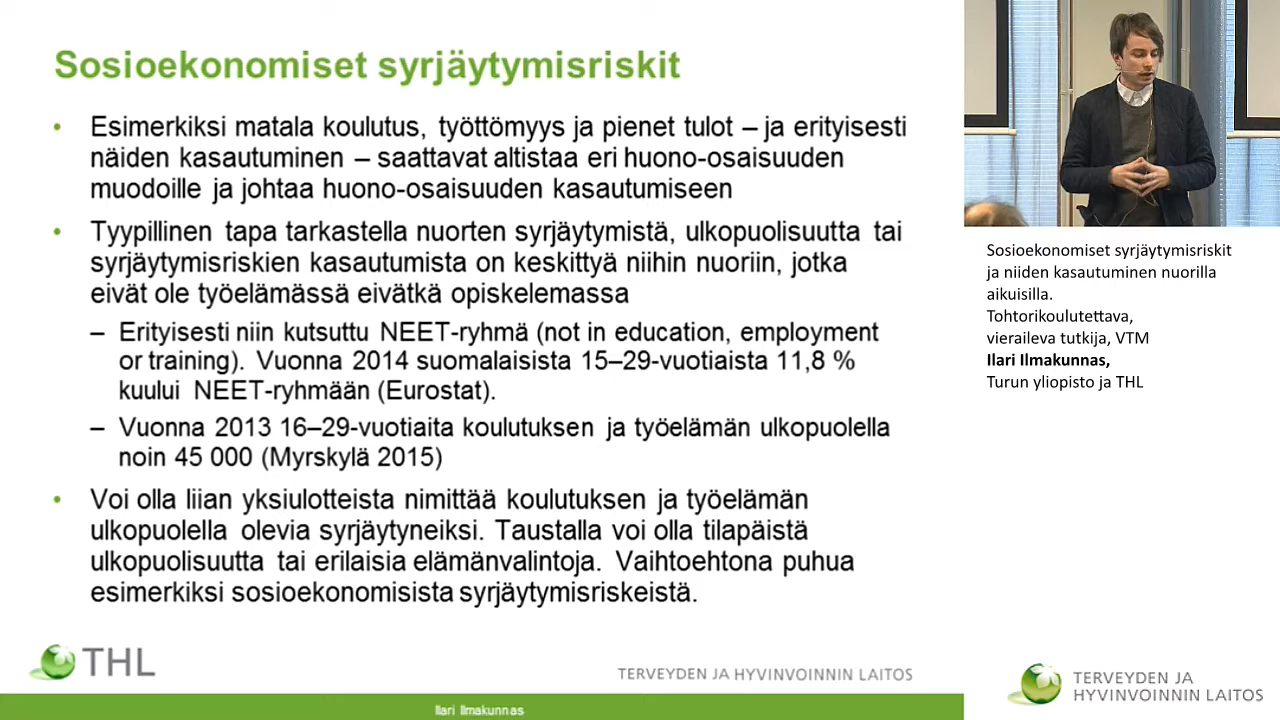 Sosioekonomiset syrjäytymisriskit
• Esimerkiksi matala koulutus, työttömyys ja pienet tulot – ja erityisesti
näiden kasautuminen – saattavat altistaa eri huono-osaisuuden
muodoille ja johtaa huono-osaisuuden kasautumiseen
• Tyypillinen tapa tarkastella nuorten syrjäytymistä, ulkopuolisuutta tai
syrjäytymisriskien kasautumista on keskittyä niihin nuoriin, jotka
eivät ole työelämässä eivätkä opiskelemassa
– Erityisesti niin kutsuttu NEET-ryhmä (not in education, employment
or training). Vuonna 2014 suomalaisista 15–29-vuotiaista 11,8 %
kuului NEET-ryhmään (Eurostat).
– Vuonna 2013 16–29-vuotiaita koulutuksen ja työelämän ulkopuolella
noin 45 000 (Myrskylä 2015)
• Voi olla liian yksiulotteista nimittää koulutuksen ja työelämän
ulkopuolella olevia syrjäytyneiksi. Taustalla voi olla tilapäistä
ulkopuolisuutta tai erilaisia elämänvalintoja. Vaihtoehtona puhua
esimerkiksi sosioekonomisista syrjäytymisriskeistä.
THL
TERVEYDEN JA HYVINVOINNIN LAITOS
Ilari Ilmakunnas
Sosioekonomiset syrjäytymisriskit
ja niiden kasautuminen nuorilla
aikuisilla.
Tohtorikoulutettava,
vieraileva tutkija, VTM
Ilari Ilmakunnas,
Turun yliopisto ja THL
TERVEYDEN JA
HYVINVOINNIN LAITOS